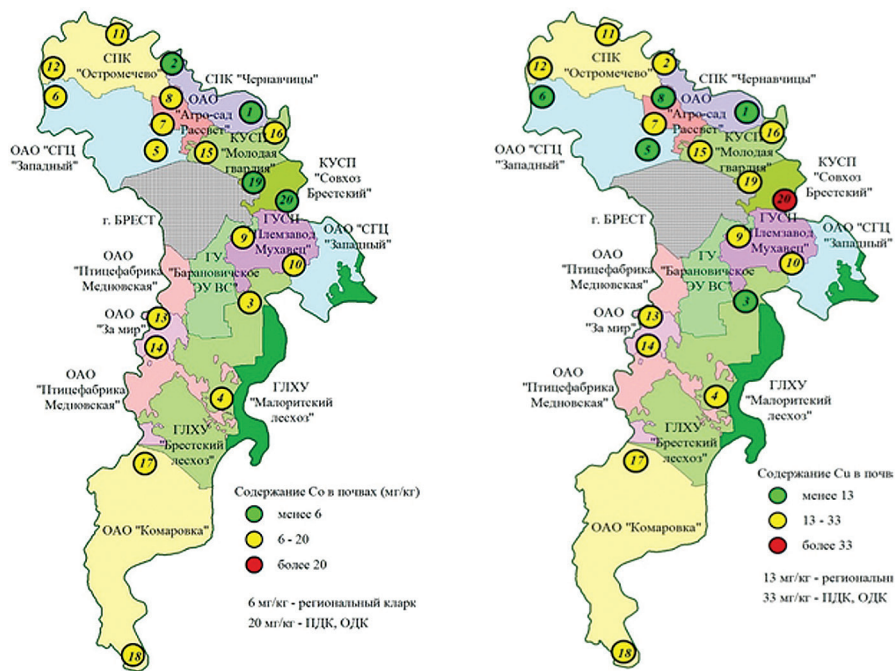 11
СПК
"Остромечево"
12
2
6
СПК "Чернавчицы"
8
ОАО
"Агро-сад
Рассвет"
1
7
16
5
15
КУСП
"Молодая
гвардия"
ОАО "СГЦ
Западный"
КУСП
"Совхоз
Брестский"
19
20
г. БРЕСТ
ГУСП
"Племзавод
Мухавец"
ОАО "СГЦ
Западный"
9
10
ОАО
"Птицефабрика
Медновская"
ГУ
"Барановичское
ЭУ ВС"
3
ОАО
"За мир"
13
14
ОАО
"Птицефабрика
Медновская"
4
ГЛХУ
"Малоритский
лесхоз"
ГЛХУ
"Брестский
лесхоз"
17
ОАО "Комаровка"
18
Содержание Co в почвах (мг/кг)
менее 6
6 - 20
более 20
6 мг/кг - региональный кларк
20 мг/кг - ПДК, ОДК
11
СПК
"Остромечево"
12
2
6
СПК "Чернавчицы"
8
ОАО
"Агро-сад
Рассвет"
1
7
16
5
15
КУСП
"Молодая
гвардия"
ОАО "СГЦ
Западный"
КУСП
"Совхоз
Брестский"
19
20
г. БРЕСТ
ГУСП
"Племзавод
Мухавец"
ОАО "СГЦ
Западный"
9
10
ОАО
"Птицефабрика
Медновская"
ГУ
"Барановичское
ЭУ ВС"
3
ОАО
"За мир"
13
14
ОАО
"Птицефабрика
Медновская"
4
ГЛХУ
"Малоритский
лесхоз"
ГЛХУ
"Брестский
лесхоз"
17
ОАО "Комаровка"
18
Содержание Cu в почв
менее 13
13 - 33
более 33
13 мг/кг - региональн
33 мг/кг - ПДК, ОДК